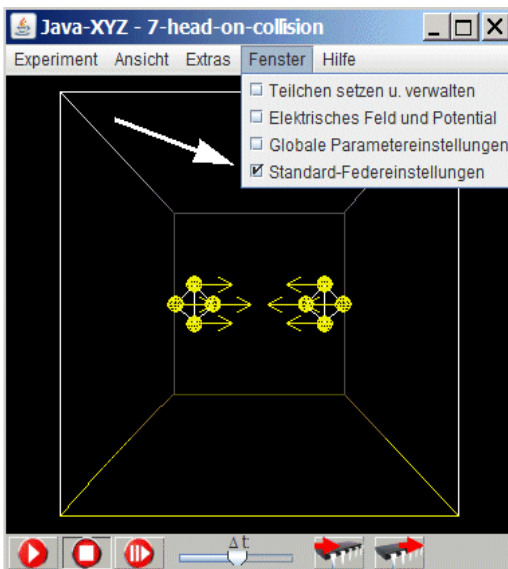 Java-XYZ - 7-head-on-collision
Experiment Ansicht Extras Fenster Hilfe
Teilchen setzen u. verwalten
Elektrisches Feld und Potential
Globale Parametereinstellungen
Standard-Federeinstellungen
Δt